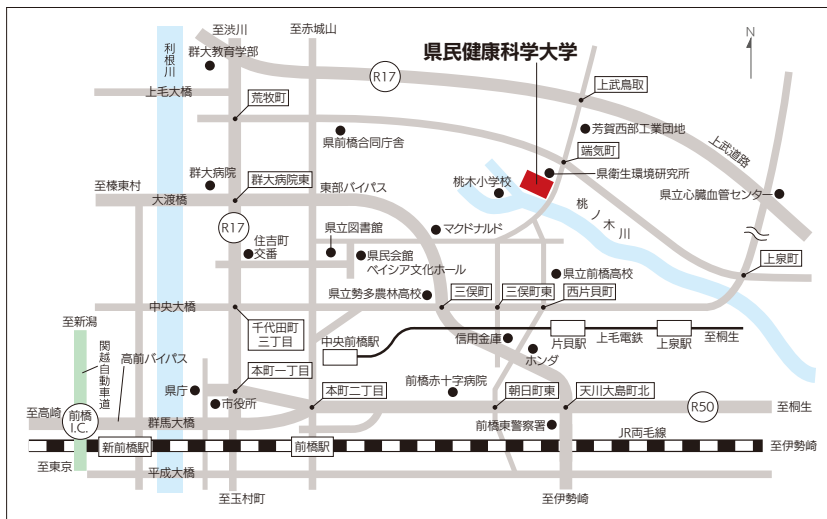 至渋川
至赤城山
利根川
群大教育学部
県民健康科学大学
N
R17
上毛大橋
荒牧町
上武鳥取
県前橋合同庁舎
芳賀西部工業団地
端気町
上武道路
群大病院
群大病院東
至榛東村
大渡橋
東部バイパス
桃木小学校
県衛生環境研究所
県立心臓血管センター
桃ノ木川
R17
住吉町
交番
県立図書館
マクドナルド
県民会館
ベイシア文化ホール
県立前橋高校
上泉町
県立勢多農林高校
三俣町
三俣町東
西片貝町
中央大橋
至新潟
千代田町
三丁目
中央前橋駅
信用金庫
片貝駅
上毛電鉄
上泉駅
至桐生
関越自動車道
高前バイパス
本町一丁目
ホンダ
県庁
市役所
本町二丁目
前橋赤十字病院
朝日町東
天川大島町北
至高崎
前橋
I.C.
群馬大橋
R50
至桐生
前橋東警察署
JR両毛線
新前橋駅
前橋駅
至伊勢崎
至東京
平成大橋
至玉村町
至伊勢崎